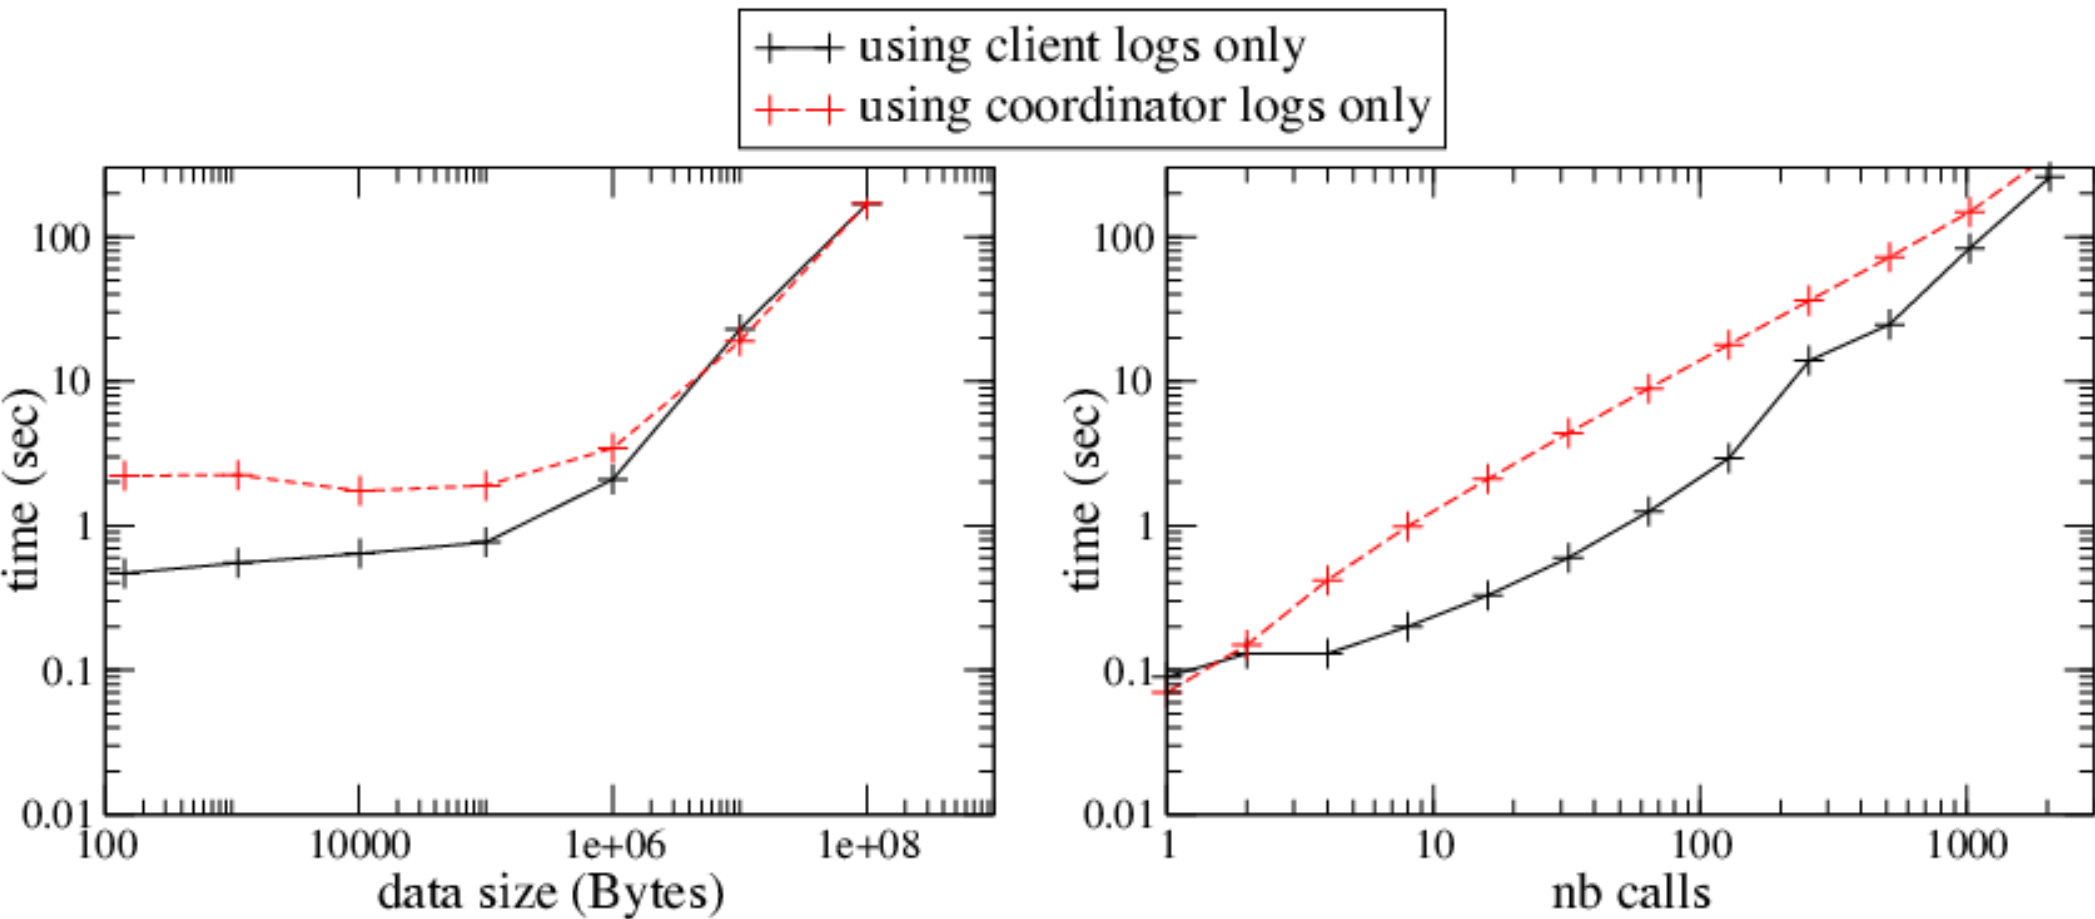 using client logs only
using coordinator logs only
100
10
1
0.1
0.01
time (sec)
100 10000 1e+06 1e+08
data size (Bytes)
100
10
1
0.1
0.01
time (sec)
1 10 100 1000
nb calls